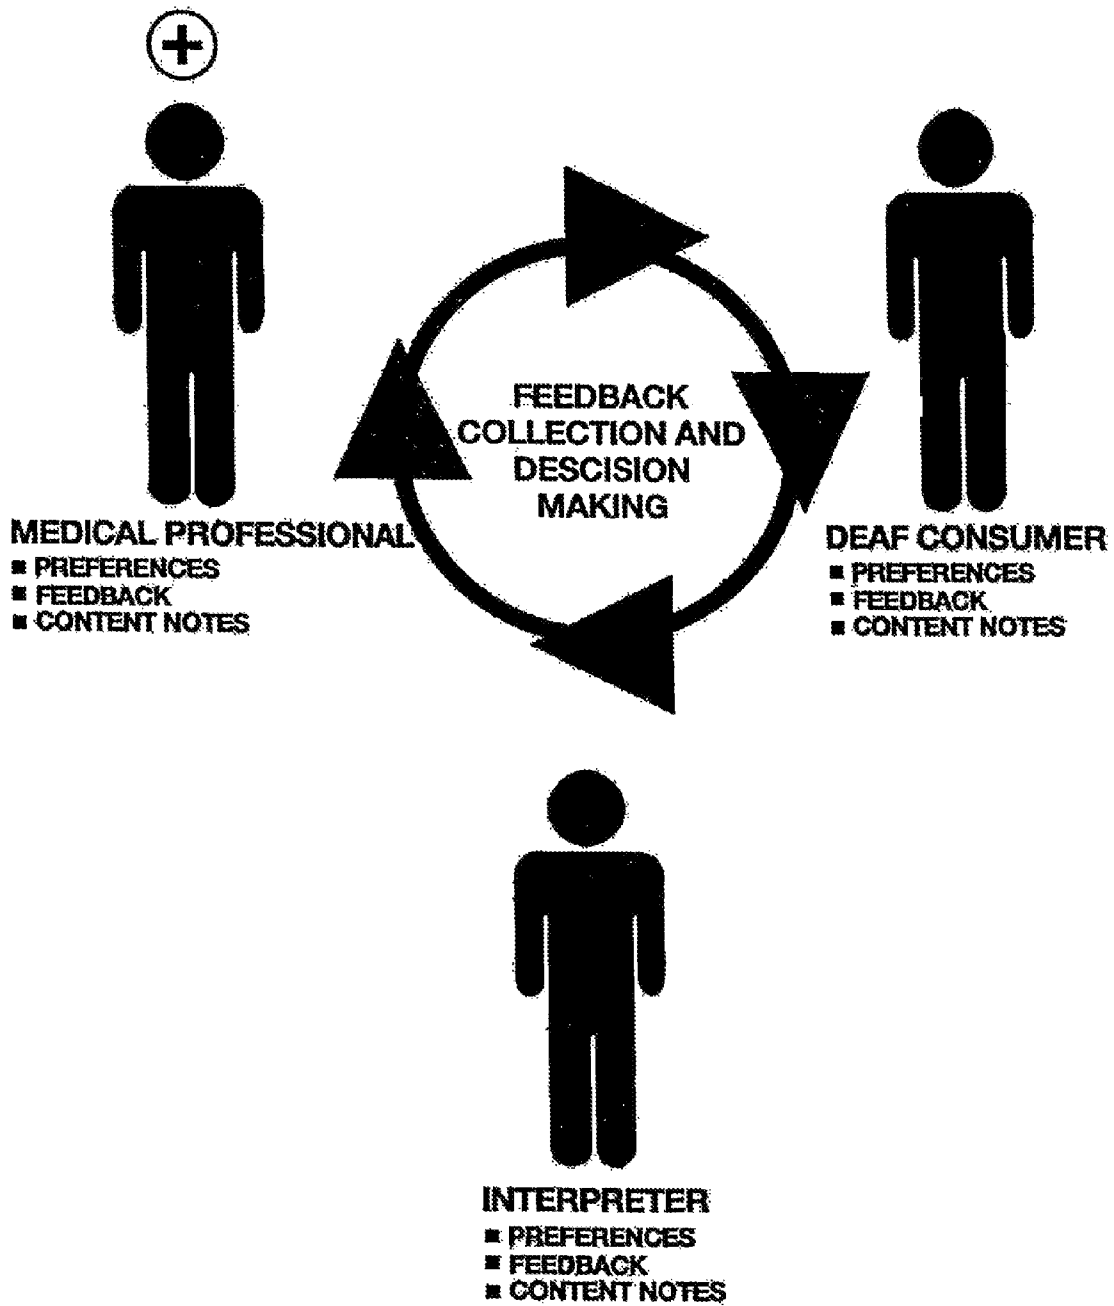 FEEDBACK
COLLECTION AND
DESCISION
MAKING
MEDICAL PROFESSIONAL
▪ PREFERENCES
▪ FEEDBACK
▪ CONTENT NOTES
DEAF CONSUMER
▪ PREFERENCES
▪ FEEDBACK
▪ CONTENT NOTES
INTERPRETER
▪ PREFERENCES
▪ FEEDBACK
▪ CONTENT NOTES